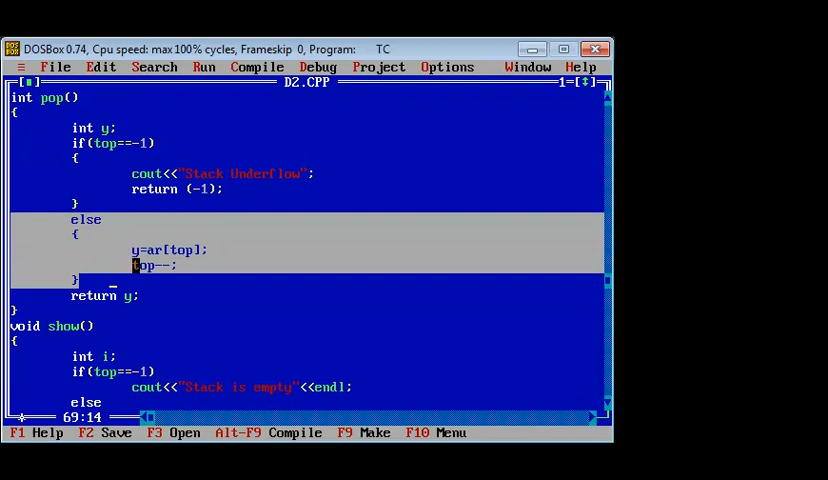 DOSBox 0.74, Cpu speed: max 100% cycles, Frameskip 0, Program: TC
≡ File Edit Search Run Compile Debug Project Options Window Help
[■] D2.CPP 1=[↕]
int pop()
{
int y;
if(top==-1)
{
cout<<"Stack Underflow";
return (-1);
}
else
{
y=ar[top];
top--;
}
return y;
}
void show()
{
int i;
if(top==-1)
cout<<"Stack is empty"<<endl;
else
69:14
F1 Help F2 Save F3 Open Alt-F9 Compile F9 Make F10 Menu